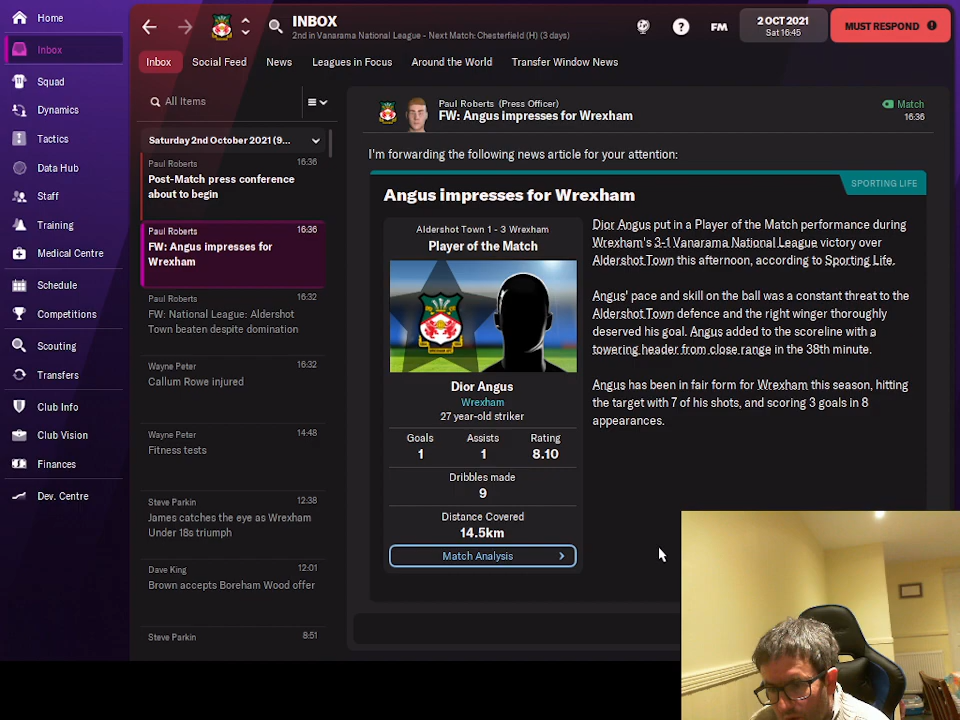 Home
Inbox
Squad
Dynamics
Tactics
Data Hub
Staff
Training
Medical Centre
Schedule
Competitions
Scouting
Transfers
Club Info
Club Vision
Finances
Dev. Centre
INBOX
2nd in Vanarama National League - Next Match: Chesterfield (H) (3 days)
?
FM
2 OCT 2021
Sat 16:45
MUST RESPOND
Inbox
Social Feed
News
Leagues in Focus
Around the World
Transfer Window News
All Items
Saturday 2nd October 2021 (9...
Paul Roberts 16:36
Post-Match press conference
about to begin
Paul Roberts 16:36
FW: Angus impresses for
Wrexham
Paul Roberts 16:32
FW: National League: Aldershot
Town beaten despite domination
Wayne Peter 16:32
Callum Rowe injured
Wayne Peter 14:48
Fitness tests
Steve Parkin 12:38
James catches the eye as Wrexham
Under 18s triumph
Dave King 12:01
Brown accepts Boreham Wood offer
Steve Parkin 8:51
Paul Roberts (Press Officer)
FW: Angus impresses for Wrexham
Match
16:36
I'm forwarding the following news article for your attention:
Angus impresses for Wrexham
SPORTING LIFE
Aldershot Town 1 - 3 Wrexham
Player of the Match
Dior Angus
Wrexham
27 year-old striker
Goals Assists Rating
1 1 8.10
Dribbles made
9
Distance Covered
14.5km
Match Analysis
Dior Angus put in a Player of the Match performance during
Wrexham's 3-1 Vanarama National League victory over
Aldershot Town this afternoon, according to Sporting Life.
Angus' pace and skill on the ball was a constant threat to the
Aldershot Town defence and the right winger thoroughly
deserved his goal. Angus added to the scoreline with a
towering header from close range in the 38th minute.
Angus has been in fair form for Wrexham this season, hitting
the target with 7 of his shots, and scoring 3 goals in 8
appearances.